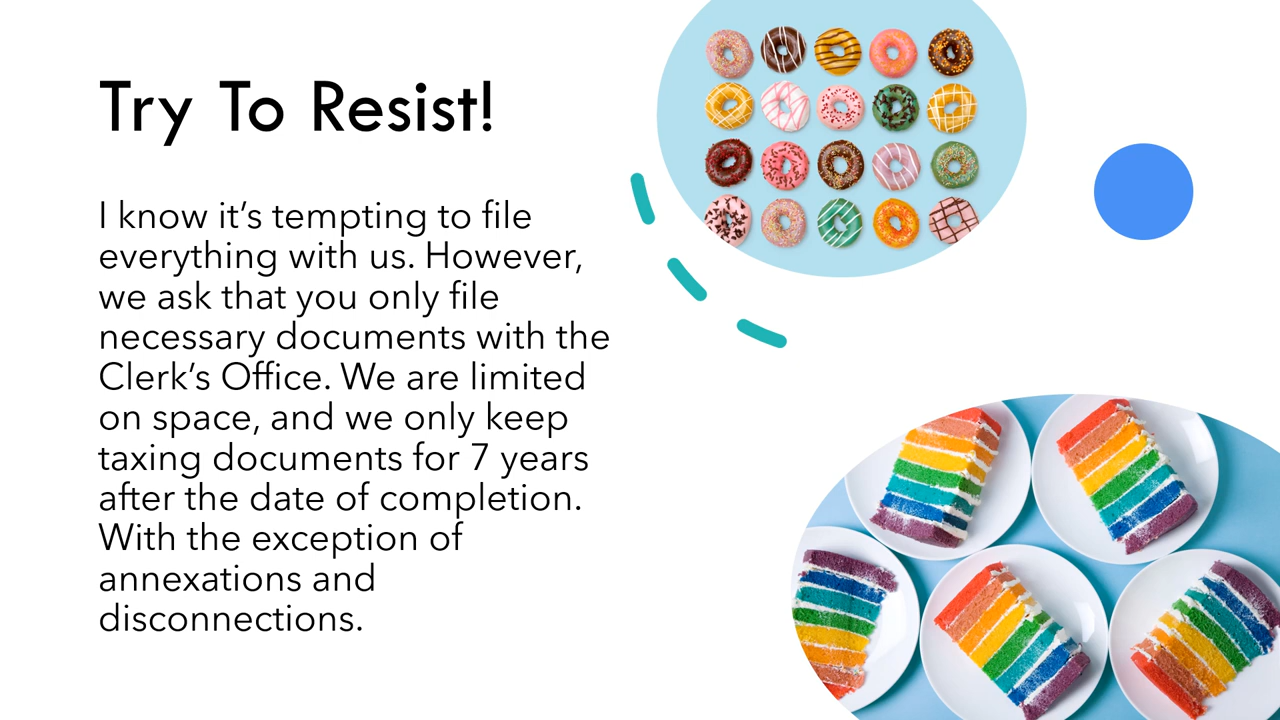 Try To Resist!
I know it’s tempting to file
everything with us. However,
we ask that you only file
necessary documents with the
Clerk’s Office. We are limited
on space, and we only keep
taxing documents for 7 years
after the date of completion.
With the exception of
annexations and
disconnections.